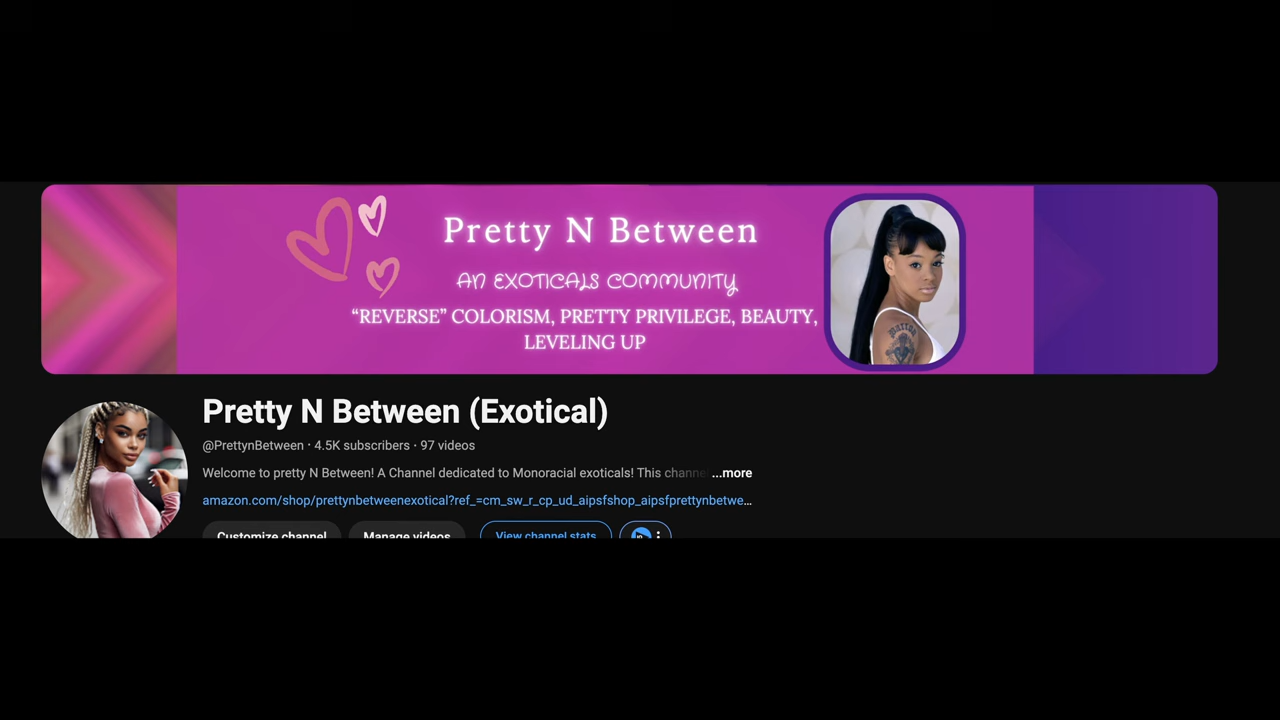 Pretty N Between
AN EXOTICALS COMMUNITY
“REVERSE” COLORISM, PRETTY PRIVILEGE, BEAUTY,
LEVELING UP
Pretty N Between (Exotical)
@PrettynBetween · 4.5K subscribers · 97 videos
Welcome to pretty N Between! A Channel dedicated to Monoracial exoticals! This channe ...more
amazon.com/shop/prettynbetweenexotical?ref_=cm_sw_r_cp_ud_aipsfshop_aipsfprettynbetwe...
Customize channel Manage videos View channel stats